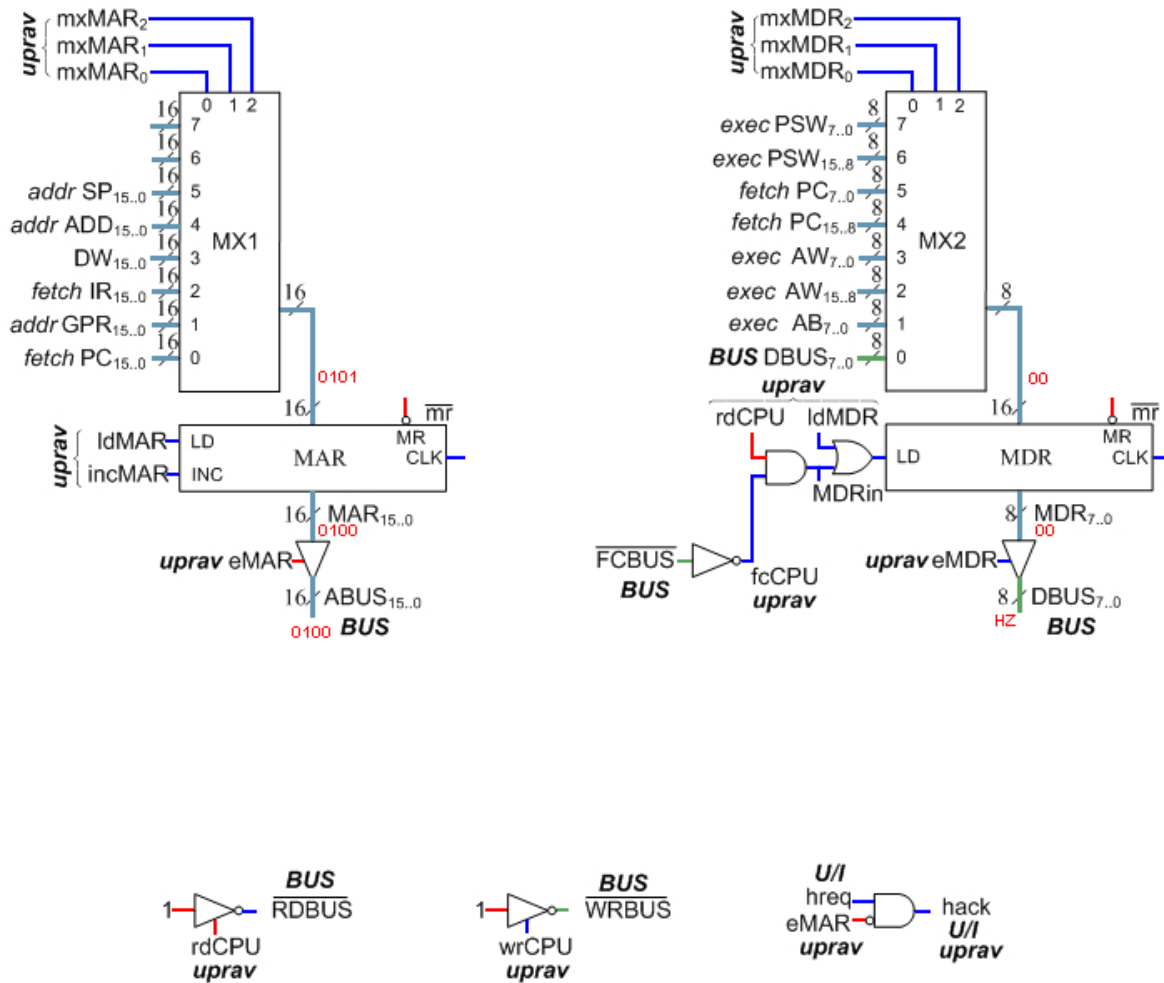 uprav
mxMAR₂
mxMAR₁
mxMAR₀
0 1 2
16 7
16 6
addr SP₁₅..₀ 16 5
addr ADD₁₅..₀ 16 4
DW₁₅..₀ 16 3
fetch IR₁₅..₀ 16 2
addr GPR₁₅..₀ 16 1
fetch PC₁₅..₀ 16 0
MX1
16
0101
16
mr
MR
uprav
ldMAR LD
incMAR INC
MAR
CLK
16 MAR₁₅..₀
0100
uprav eMAR
16 ABUS₁₅..₀
0100 BUS
uprav
mxMDR₂
mxMDR₁
mxMDR₀
0 1 2
exec PSW₇..₀ 8 7
exec PSW₁₅..₈ 8 6
fetch PC₇..₀ 8 5
fetch PC₁₅..₈ 8 4
exec AW₇..₀ 8 3
exec AW₁₅..₈ 8 2
exec AB₇..₀ 8 1
BUS DBUS₇..₀ 8 0
MX2
8
00
16
mr
MR
uprav
rdCPU ldMDR
LD
MDR
CLK
MDRin
FCBUS
BUS
fcCPU
uprav
8 MDR₇..₀
00
uprav eMDR
8 DBUS₇..₀
HZ BUS
BUS
1 RDBUS
rdCPU
uprav
BUS
1 WRBUS
wrCPU
uprav
U/I
hreq
eMAR
uprav
hack
U/I
uprav